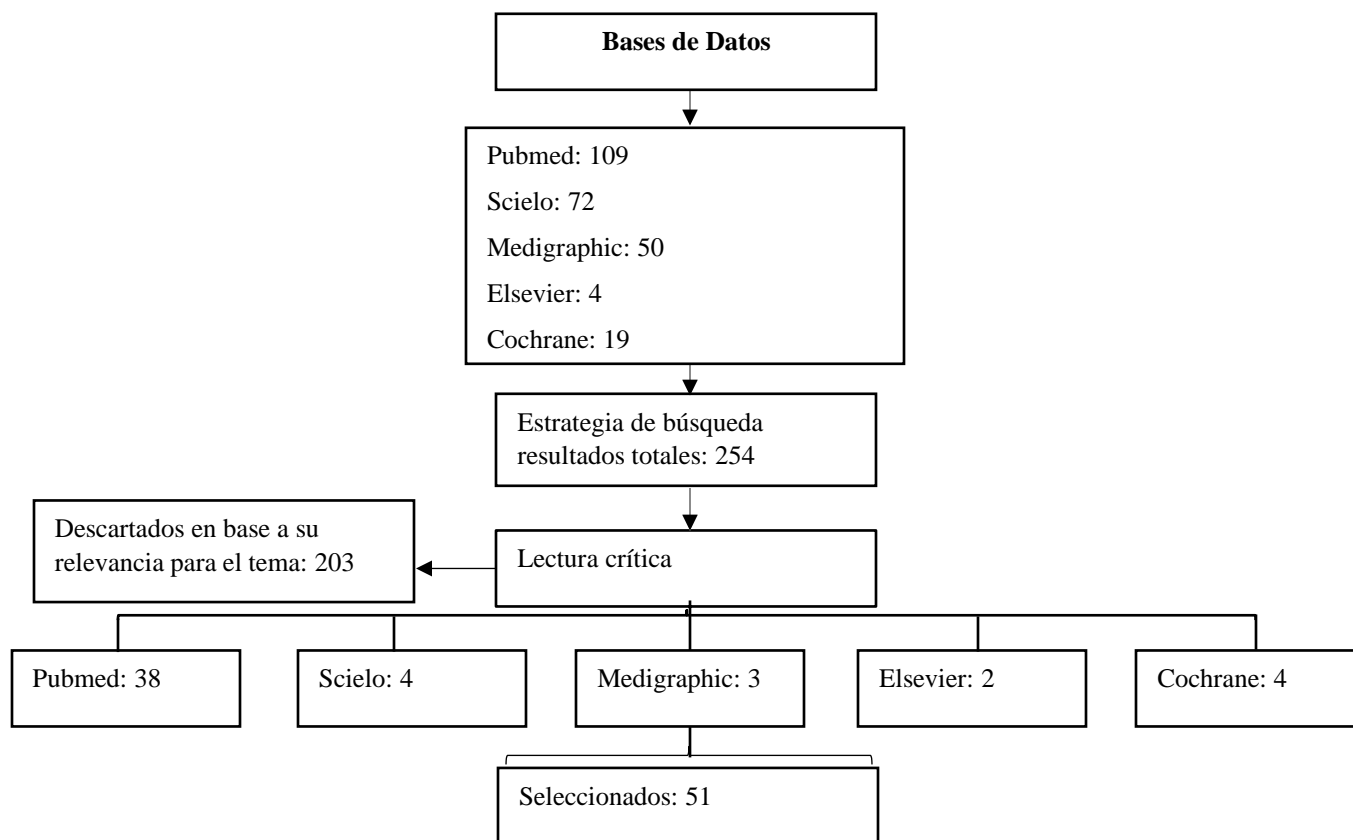 Bases de Datos
Pubmed: 109
Scielo: 72
Medigraphic: 50
Elsevier: 4
Cochrane: 19
Estrategia de búsqueda
resultados totales: 254
Descartados en base a su
relevancia para el tema: 203
Lectura crítica
Pubmed: 38
Scielo: 4
Medigraphic: 3
Elsevier: 2
Cochrane: 4
Seleccionados: 51